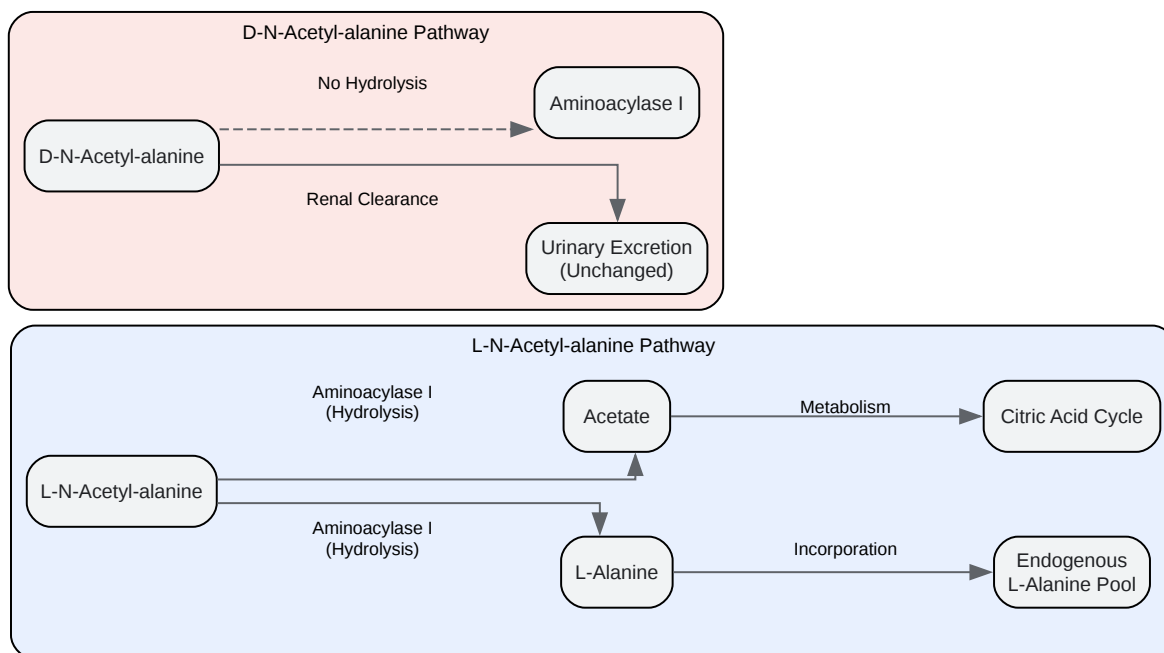 D-N-Acetyl-alanine Pathway
No Hydrolysis
Aminoacylase I
D-N-Acetyl-alanine
Renal Clearance
Urinary Excretion
(Unchanged)
L-N-Acetyl-alanine Pathway
Aminoacylase I
(Hydrolysis)
Acetate
Metabolism
Citric Acid Cycle
L-N-Acetyl-alanine
Aminoacylase I
(Hydrolysis)
L-Alanine
Incorporation
Endogenous
L-Alanine Pool